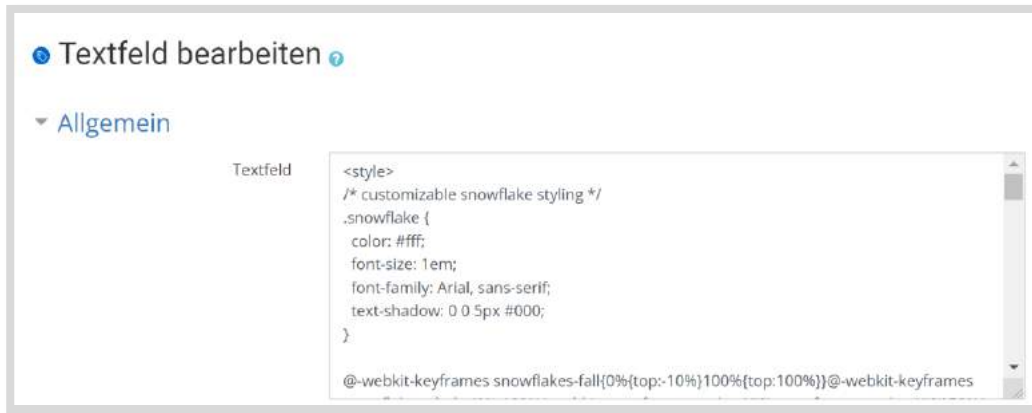 Textfeld bearbeiten
Allgemein
Textfeld
<style>
/* customizable snowflake styling */
.snowflake {
color: #fff;
font-size: 1em;
font-family: Arial, sans-serif;
text-shadow: 0 0 5px #000;
}
@-webkit-keyframes snowflakes-fall{0%{top:-10%}100%{top:100%}}@-webkit-keyframes